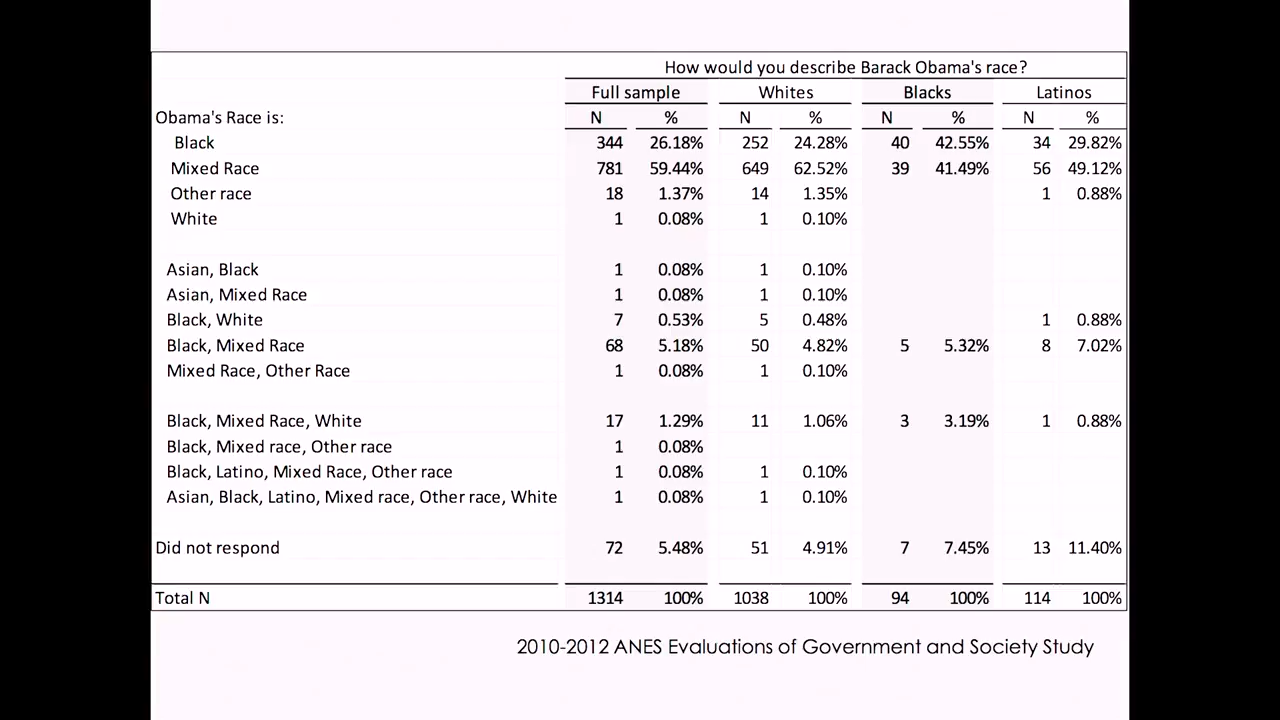 How would you describe Barack Obama's race?
Full sample Whites Blacks Latinos
Obama's Race is: N % N % N % N %
Black 344 26.18% 252 24.28% 40 42.55% 34 29.82%
Mixed Race 781 59.44% 649 62.52% 39 41.49% 56 49.12%
Other race 18 1.37% 14 1.35% 1 0.88%
White 1 0.08% 1 0.10%
Asian, Black 1 0.08% 1 0.10%
Asian, Mixed Race 1 0.08% 1 0.10%
Black, White 7 0.53% 5 0.48% 1 0.88%
Black, Mixed Race 68 5.18% 50 4.82% 5 5.32% 8 7.02%
Mixed Race, Other Race 1 0.08% 1 0.10%
Black, Mixed Race, White 17 1.29% 11 1.06% 3 3.19% 1 0.88%
Black, Mixed race, Other race 1 0.08%
Black, Latino, Mixed Race, Other race 1 0.08% 1 0.10%
Asian, Black, Latino, Mixed race, Other race, White 1 0.08% 1 0.10%
Did not respond 72 5.48% 51 4.91% 7 7.45% 13 11.40%
Total N 1314 100% 1038 100% 94 100% 114 100%
2010-2012 ANES Evaluations of Government and Society Study